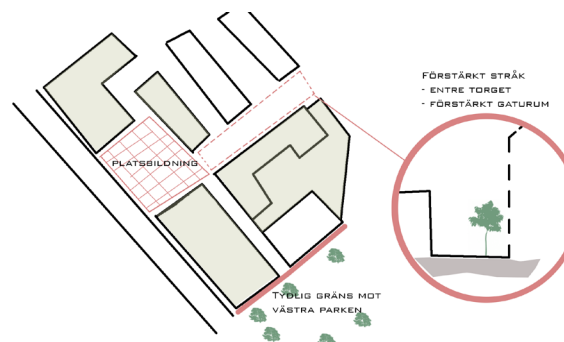 FÖRSTÄRKT STRÅK
- ENTRE TORGET
- FÖRSTÄRKT GATURUM
PLATSBILDNING
TYDLIG GRÄNS MOT
VÄSTRA PARKEN